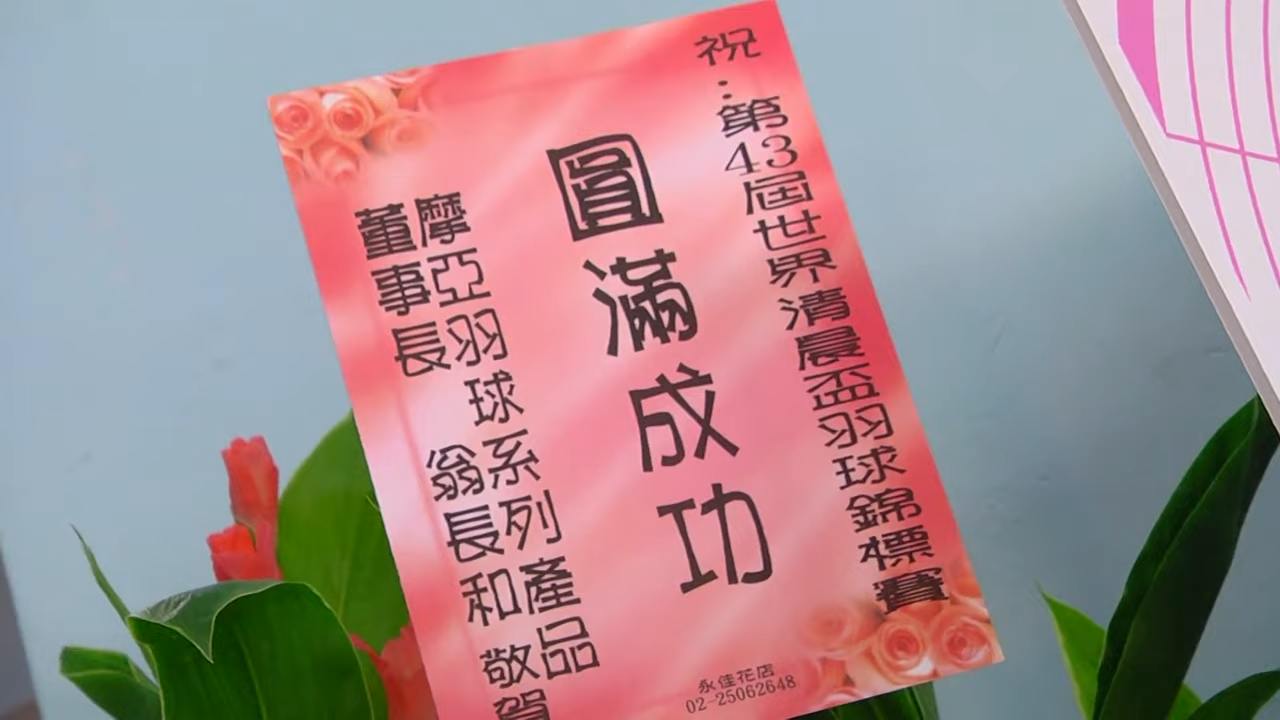 祝:第43屆世界清晨盃羽球錦標賽
圓滿成功
摩亞羽球系列產品
董事長 翁長和 敬賀
永佳花店
02-25062648